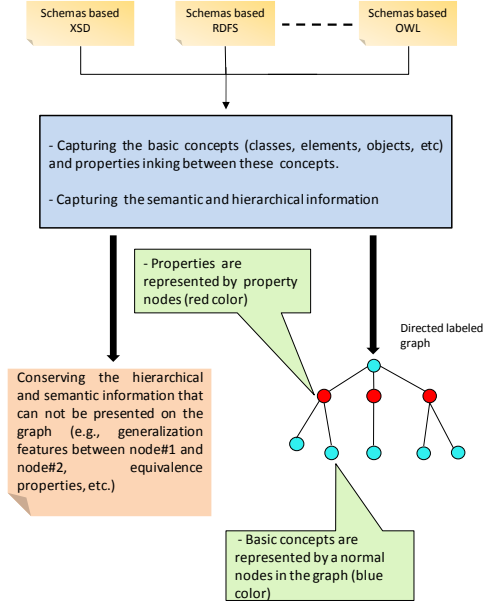 Schemas based
XSD
Schemas based
RDFS
Schemas based
OWL
- Capturing the basic concepts (classes, elements, objects, etc)
and properties inking between these concepts.
- Capturing the semantic and hierarchical information
- Properties are
represented by property
nodes (red color)
Directed labeled
graph
Conserving the hierarchical
and semantic information that
can not be presented on the
graph (e.g., generalization
features between node#1 and
node#2, equivalence
properties, etc.)
- Basic concepts are
represented by a normal
nodes in the graph (blue
color)